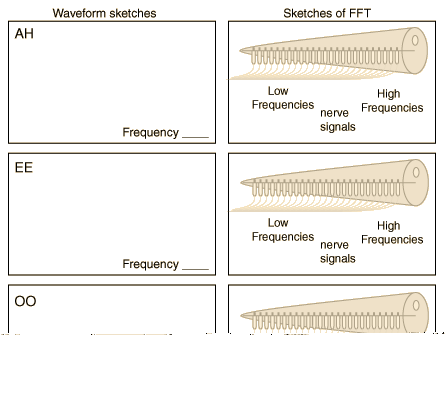 Waveform sketches
Sketches of FFT
AH
Frequency ____
Low
Frequencies
nerve
signals
High
Frequencies
EE
Frequency ____
Low
Frequencies
nerve
signals
High
Frequencies
OO